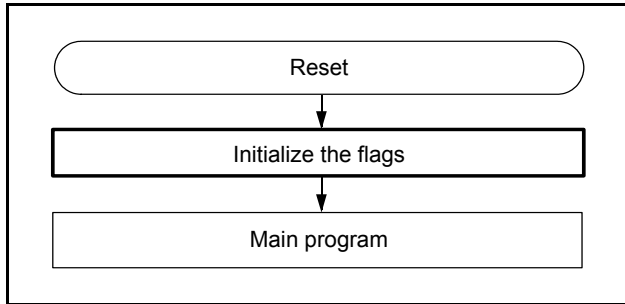 Reset
Initialize the flags
Main program